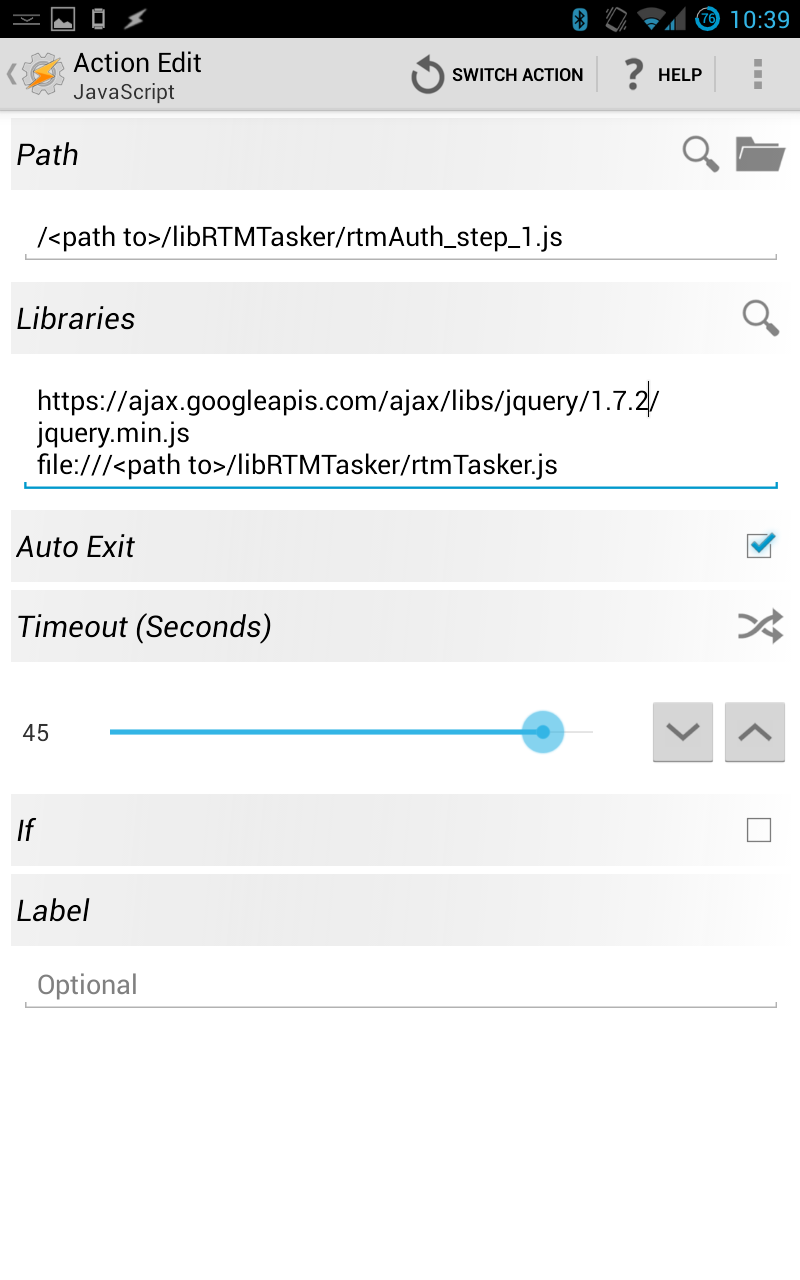 76 10:39
Action Edit
JavaScript
SWITCH ACTION
HELP
Path
/<path to>/libRTMTasker/rtmAuth_step_1.js
Libraries
https://ajax.googleapis.com/ajax/libs/jquery/1.7.2/
jquery.min.js
file:///<path to>/libRTMTasker/rtmTasker.js
Auto Exit
Timeout (Seconds)
45
If
Label
Optional